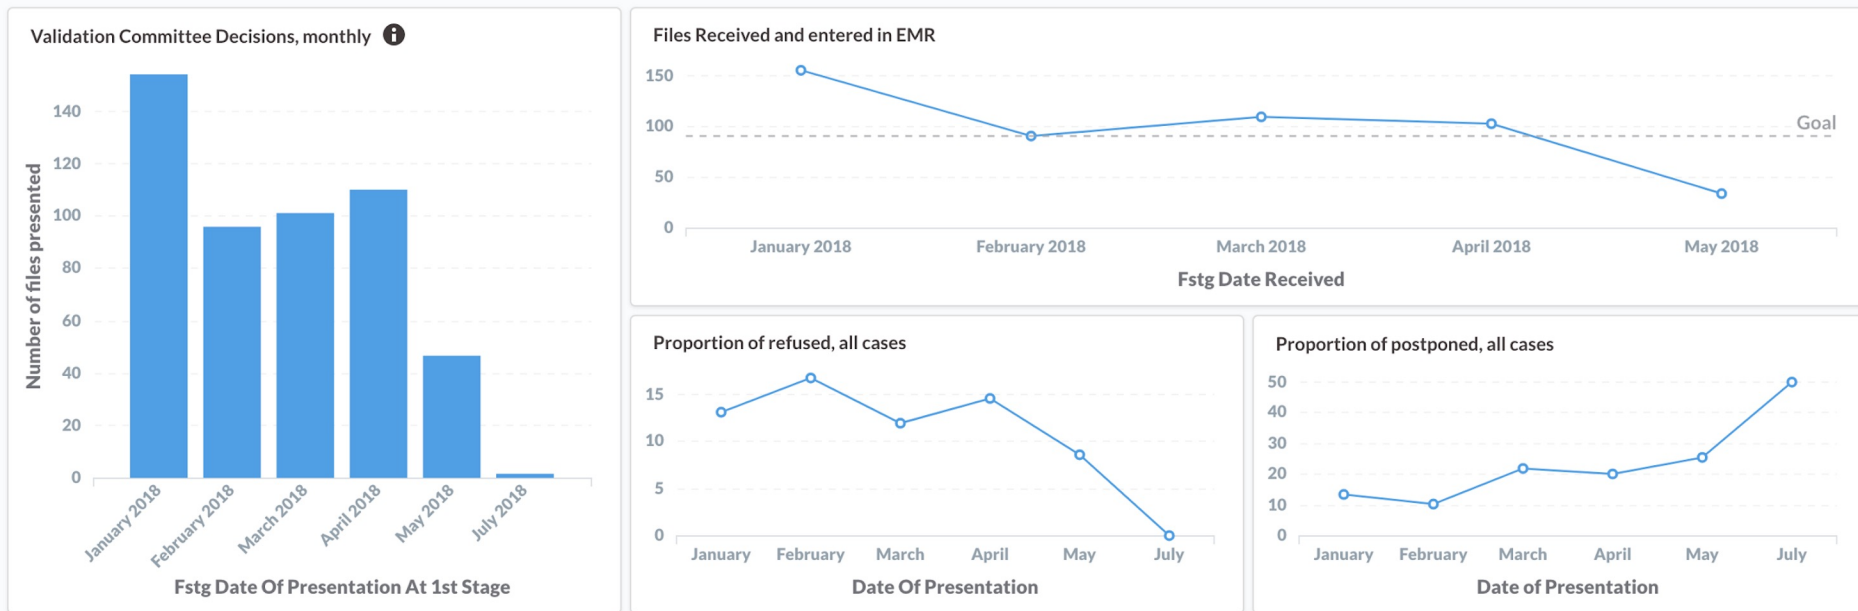 Validation Committee Decisions, monthly
Number of files presented
140
120
100
80
60
40
20
0
January 2018
February 2018
March 2018
April 2018
May 2018
July 2018
Fstg Date Of Presentation At 1st Stage
Files Received and entered in EMR
150
100
50
0
Goal
January 2018
February 2018
March 2018
April 2018
May 2018
Fstg Date Received
Proportion of refused, all cases
15
10
5
0
January
February
March
April
May
July
Date Of Presentation
Proportion of postponed, all cases
50
40
30
20
10
0
January
February
March
April
May
July
Date of Presentation